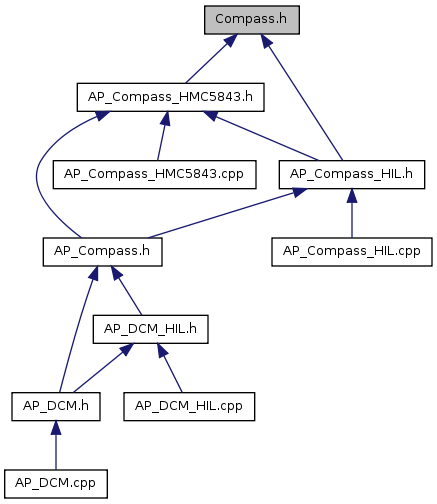 Compass.h
AP_Compass_HMC5843.h
AP_Compass_HMC5843.cpp
AP_Compass_HIL.h
AP_Compass.h
AP_Compass_HIL.cpp
AP_DCM_HIL.h
AP_DCM.h
AP_DCM_HIL.cpp
AP_DCM.cpp